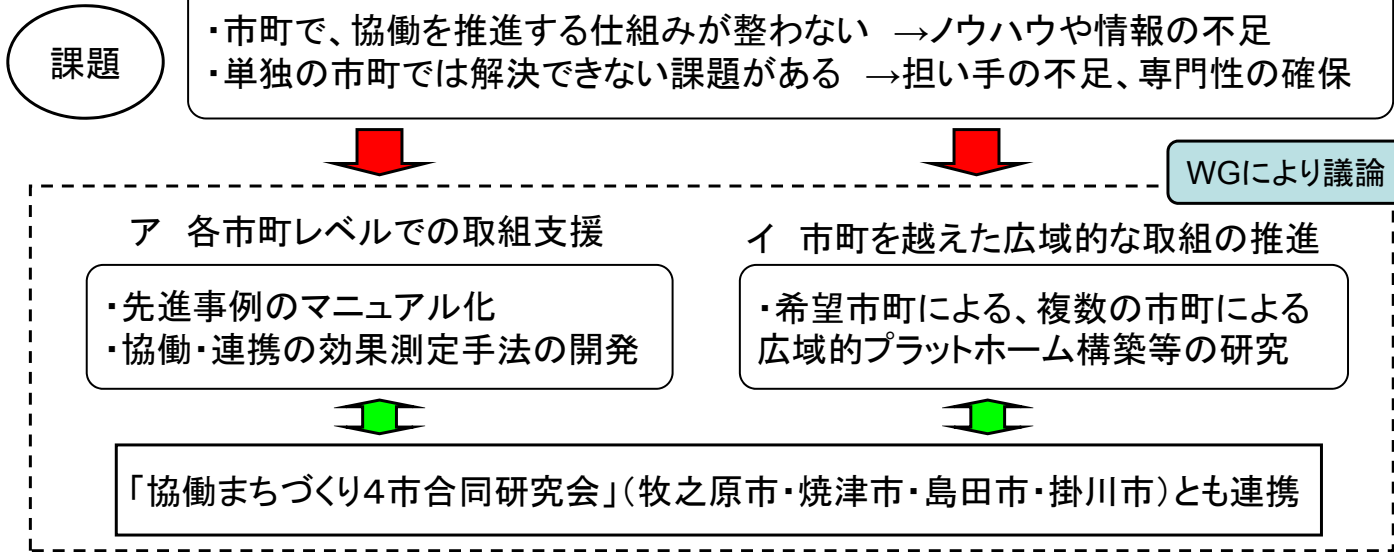 課題
・市町で、協働を推進する仕組みが整わない →ノウハウや情報の不足
・単独の市町では解決できない課題がある →担い手の不足、専門性の確保
WGにより議論
ア 各市町レベルでの取組支援
・先進事例のマニュアル化
・協働・連携の効果測定手法の開発
イ 市町を越えた広域的な取組の推進
・希望市町による、複数の市町による
広域的プラットホーム構築等の研究
「協働まちづくり4市合同研究会」(牧之原市・焼津市・島田市・掛川市)とも連携